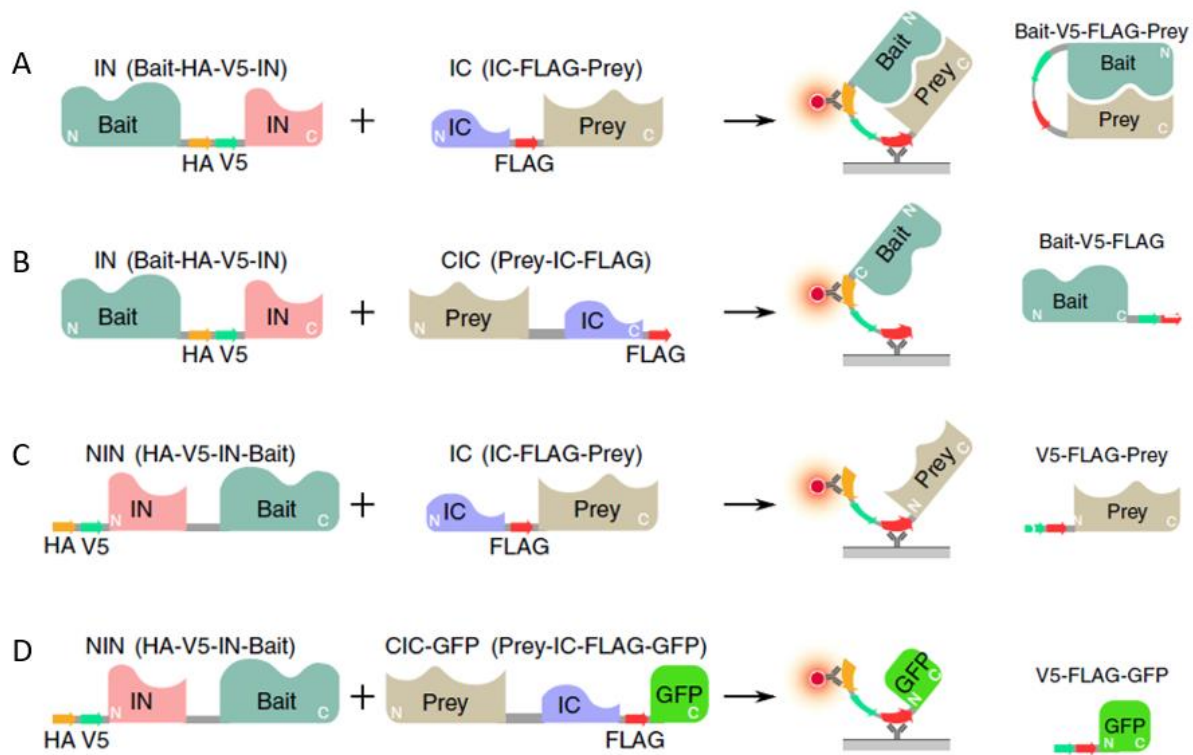 A
IN (Bait-HA-V5-IN)
IC (IC-FLAG-Prey)
Bait-V5-FLAG-Prey
N Bait
HA V5
IN C
+
N IC
FLAG
Prey C
Bait N
Prey C
Bait N
Prey C
B
IN (Bait-HA-V5-IN)
CIC (Prey-IC-FLAG)
Bait-V5-FLAG
N Bait
HA V5
IN C
+
N Prey
IC C
FLAG
C Bait N
N Bait C
C
NIN (HA-V5-IN-Bait)
IC (IC-FLAG-Prey)
V5-FLAG-Prey
HA V5
N IN
Bait C
+
N IC
FLAG
Prey C
N Prey C
N Prey C
D
NIN (HA-V5-IN-Bait)
CIC-GFP (Prey-IC-FLAG-GFP)
V5-FLAG-GFP
HA V5
N IN
Bait C
+
N Prey
IC
FLAG
GFP C
N GFP C
GFP
N C